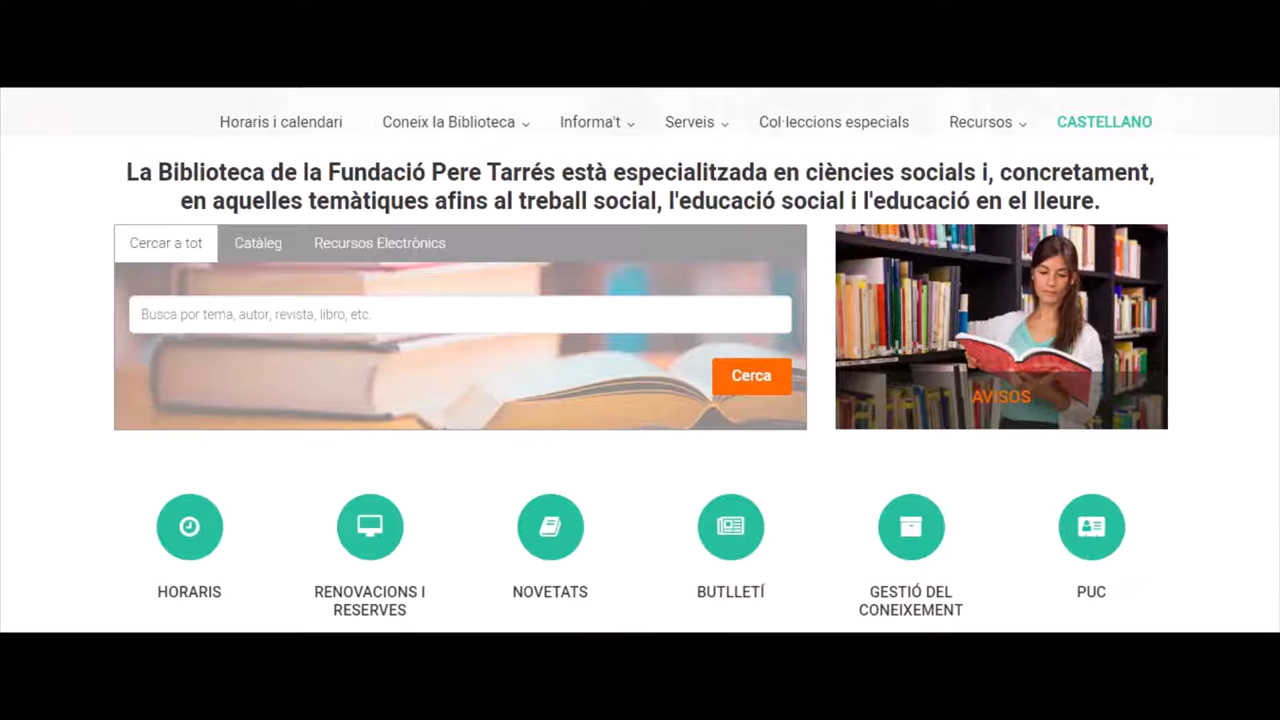 Horaris i calendari Coneix la Biblioteca Informa't Serveis Col·leccions especials Recursos CASTELLANO
La Biblioteca de la Fundació Pere Tarrés està especialitzada en ciències socials i, concretament,
en aquelles temàtiques afins al treball social, l'educació social i l'educació en el lleure.
Cercar a tot Catàleg Recursos Electrònics
Busca por tema, autor, revista, libro, etc.
Cerca
AVISOS
HORARIS
RENOVACIONS I
RESERVES
NOVETATS
BUTLLETÍ
GESTIÓ DEL
CONEIXEMENT
PUC